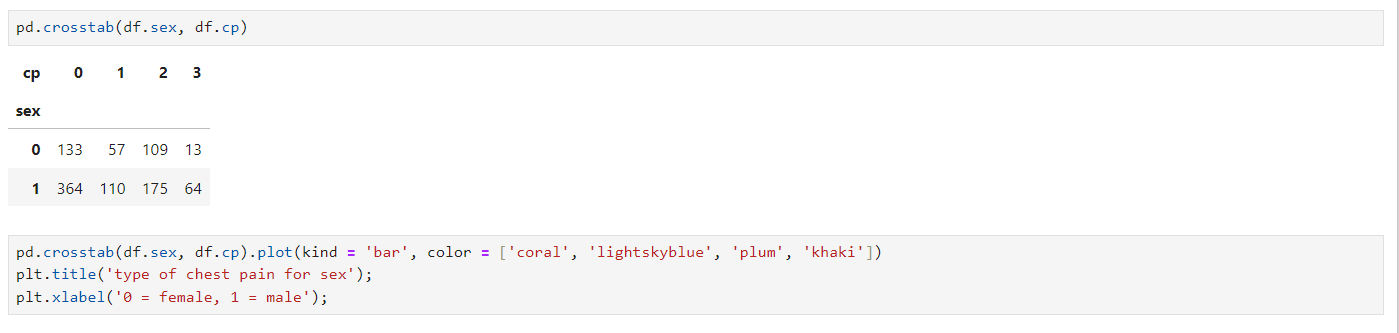 pd.crosstab(df.sex, df.cp)
cp 0 1 2 3
sex
0 133 57 109 13
1 364 110 175 64
pd.crosstab(df.sex, df.cp).plot(kind = 'bar', color = ['coral', 'lightskyblue', 'plum', 'khaki'])
plt.title('type of chest pain for sex');
plt.xlabel('0 = female, 1 = male');